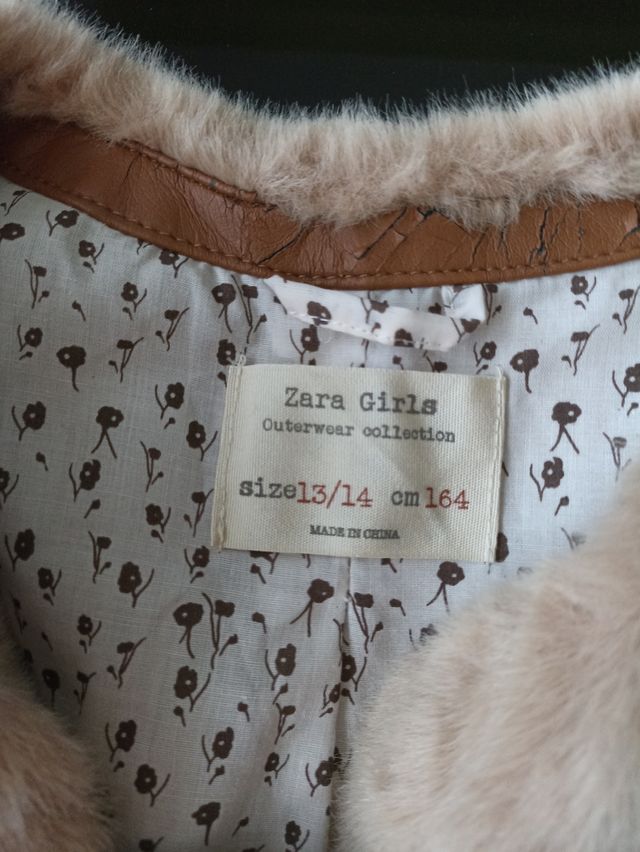 Zara Girls
Outerwear collection
size13/14 cm164
MADE IN CHINA